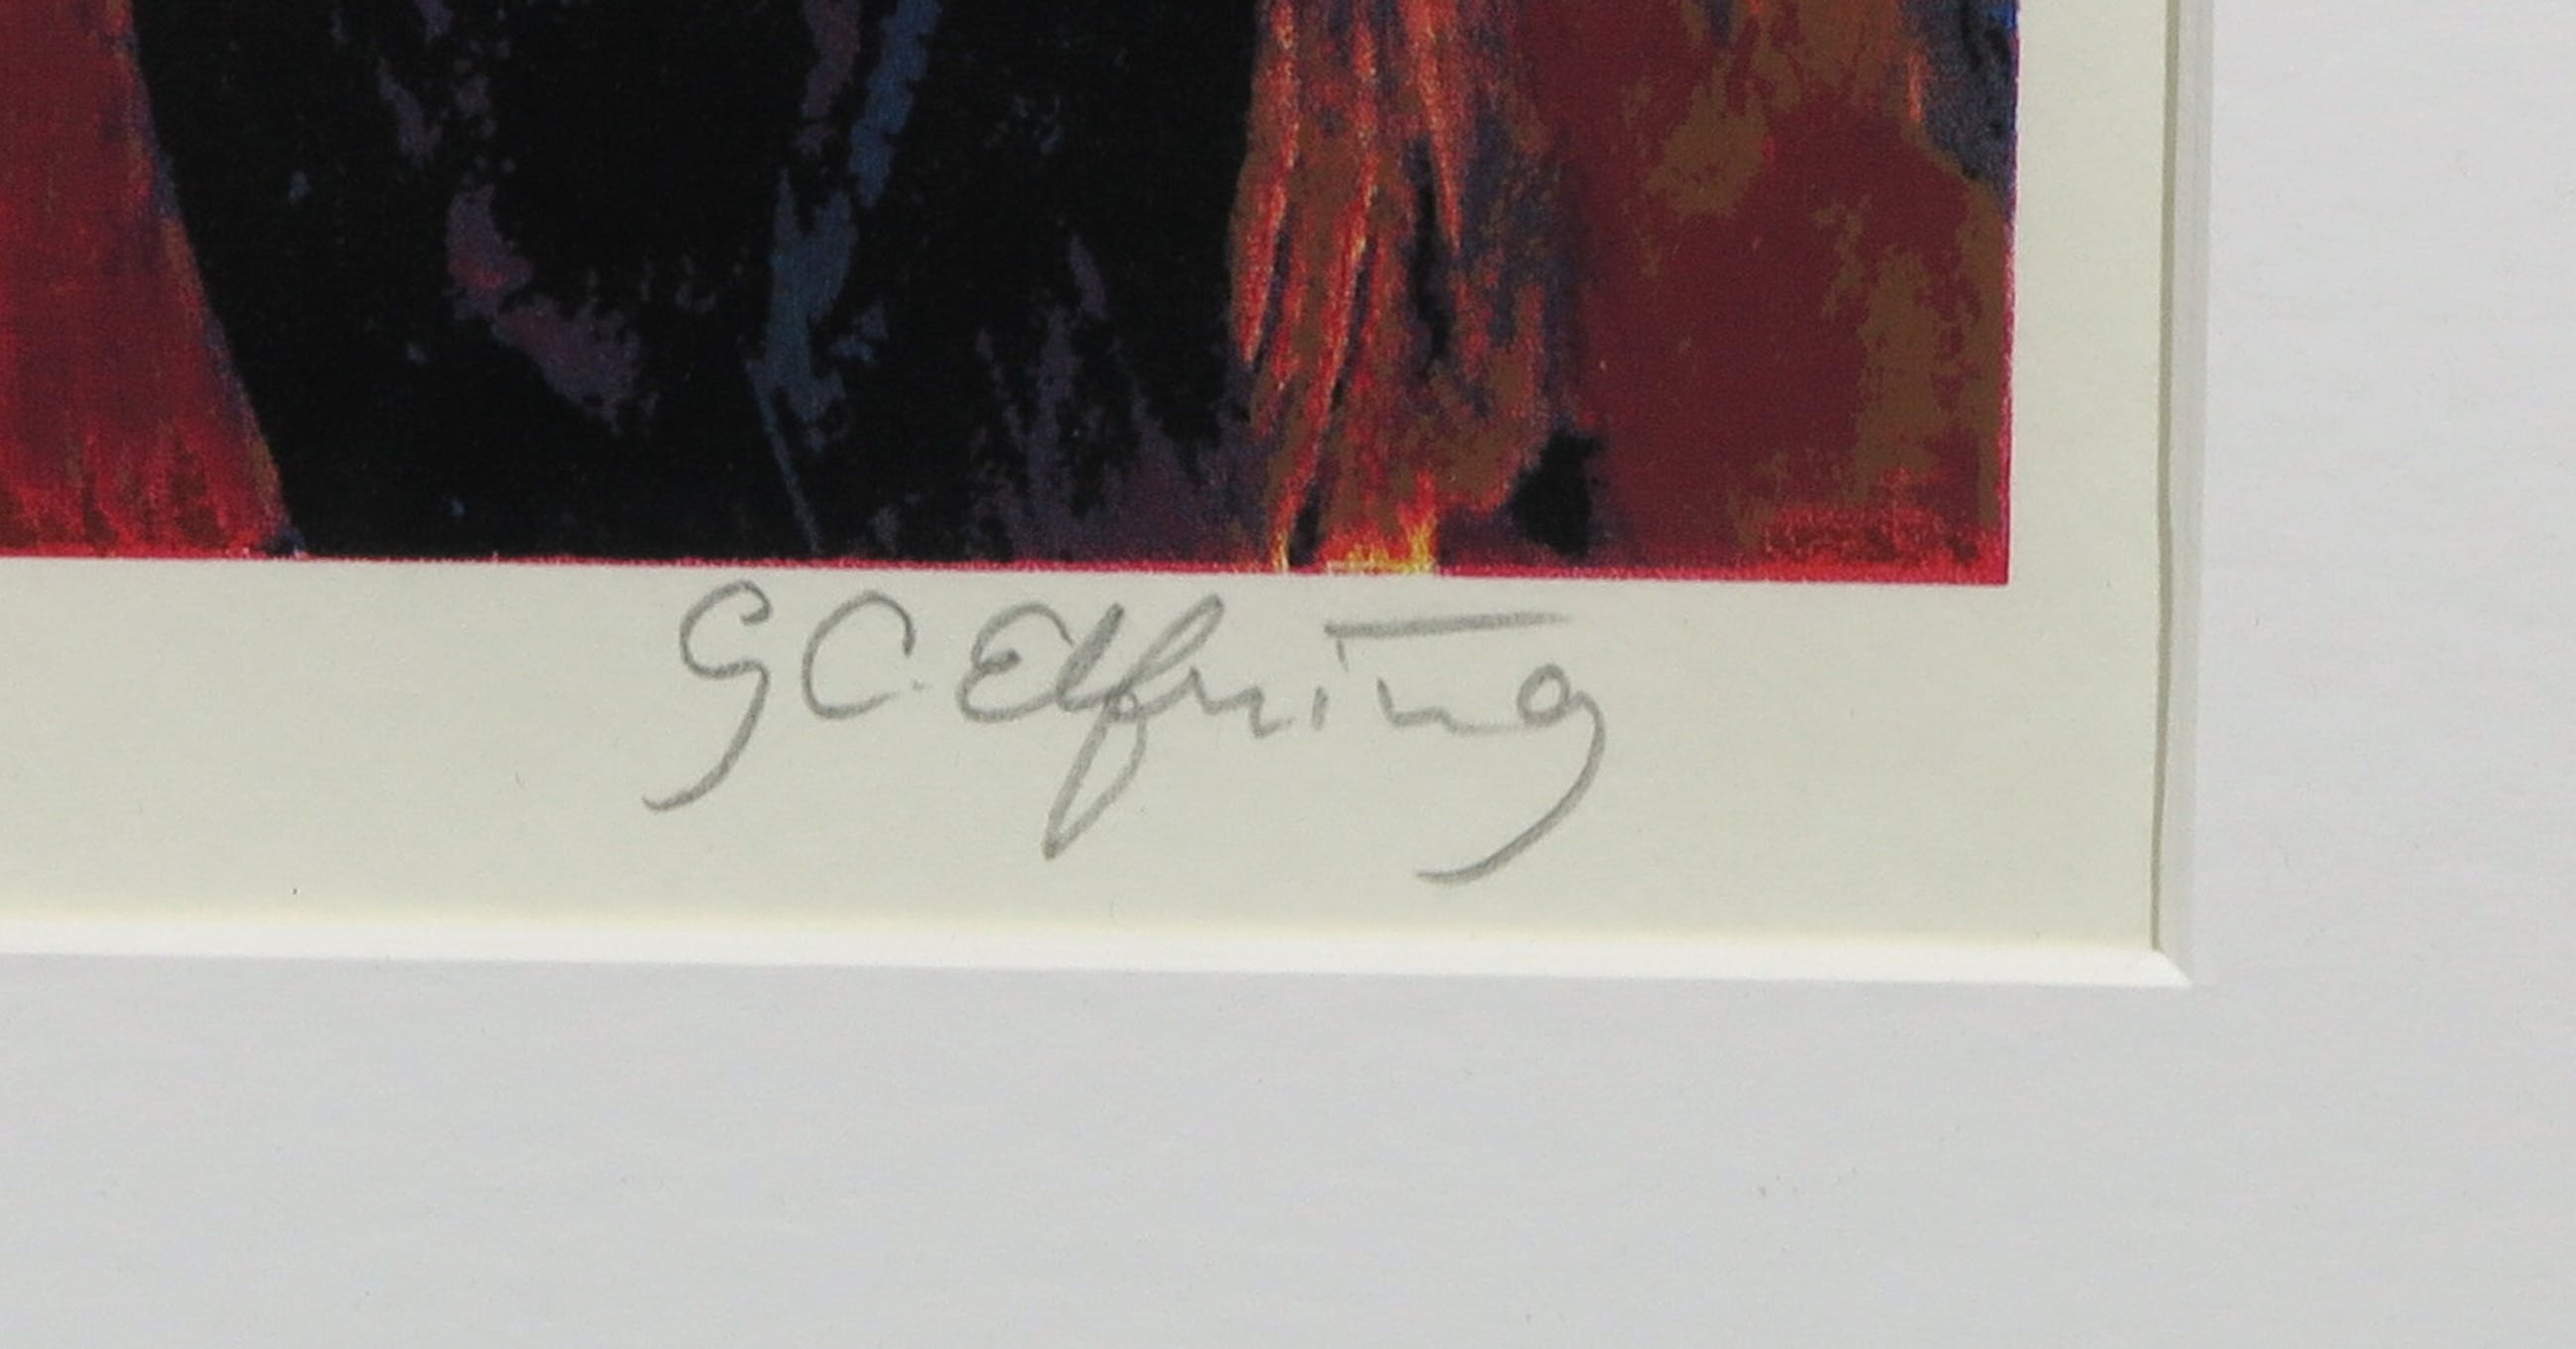 G C. Elfring